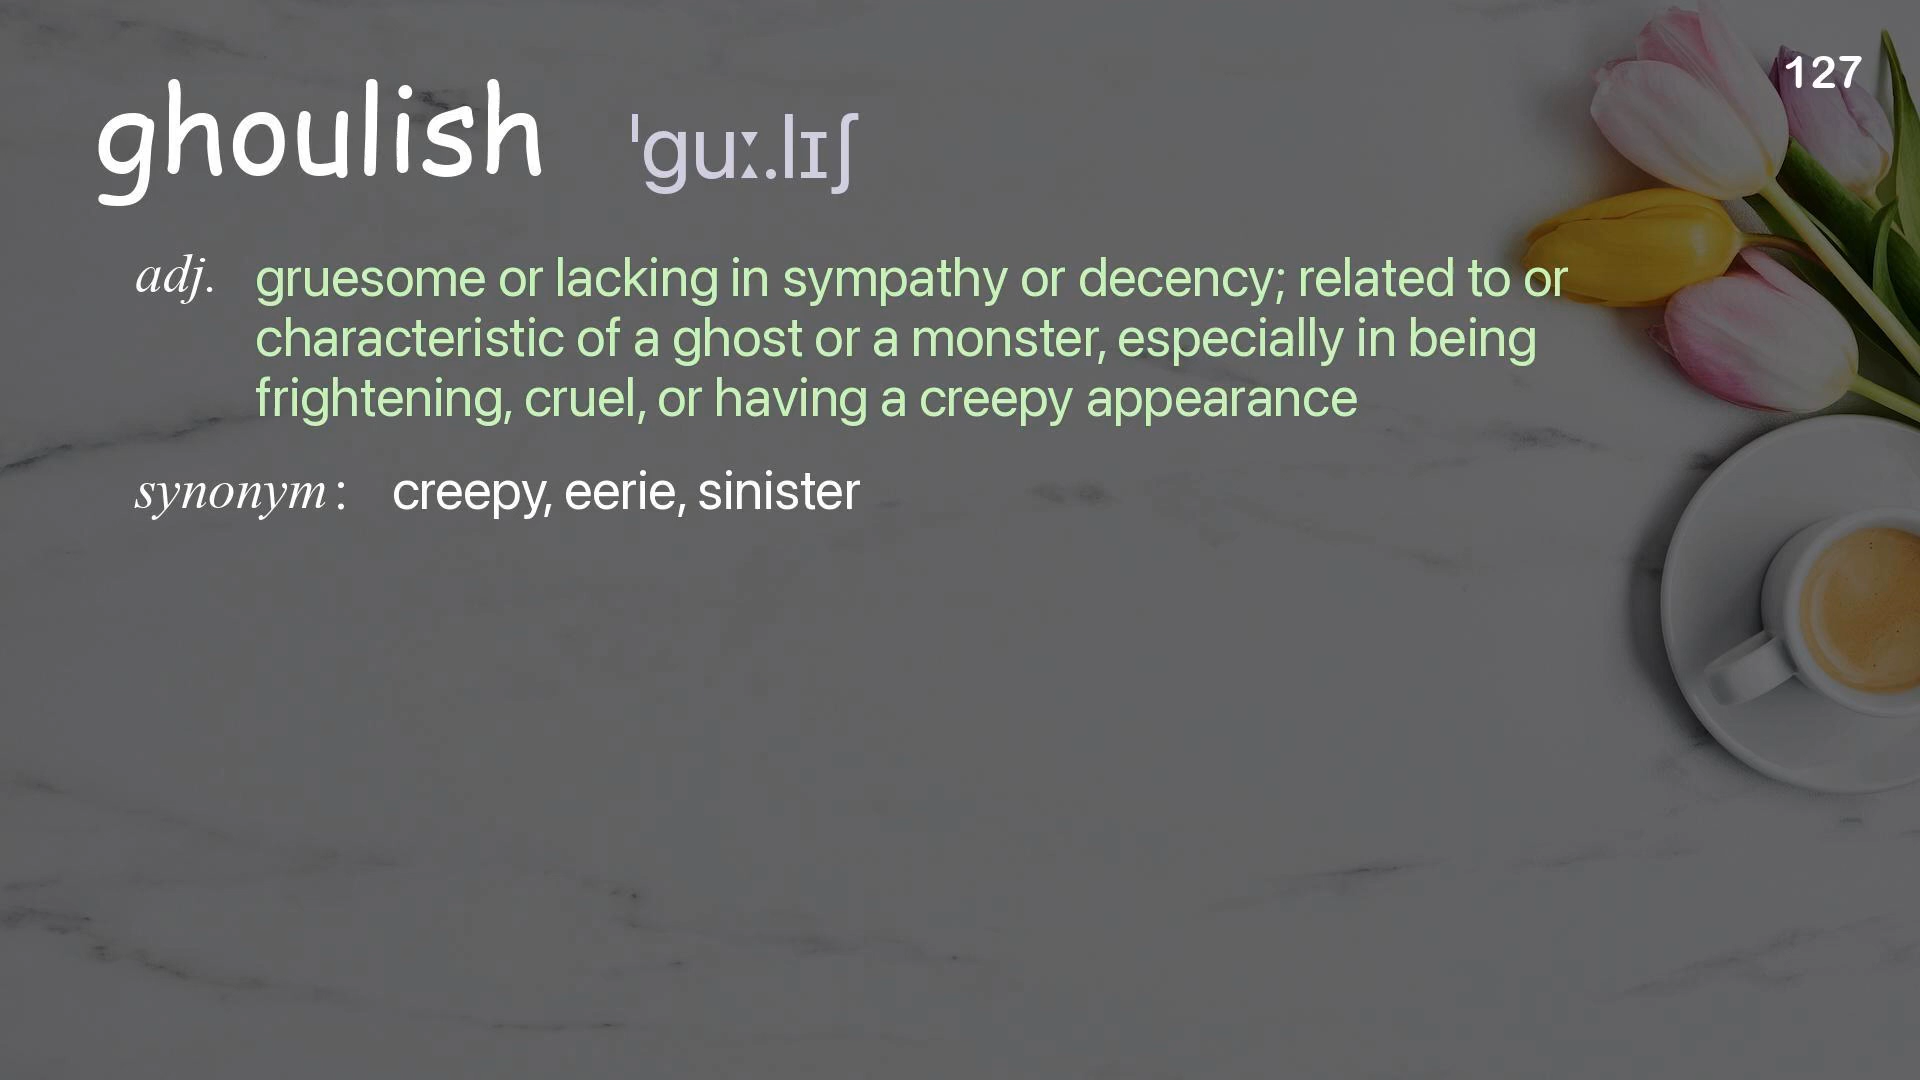 127
ghoulish ˈɡuː.lɪʃ
adj. gruesome or lacking in sympathy or decency; related to or
characteristic of a ghost or a monster, especially in being
frightening, cruel, or having a creepy appearance
synonym : creepy, eerie, sinister